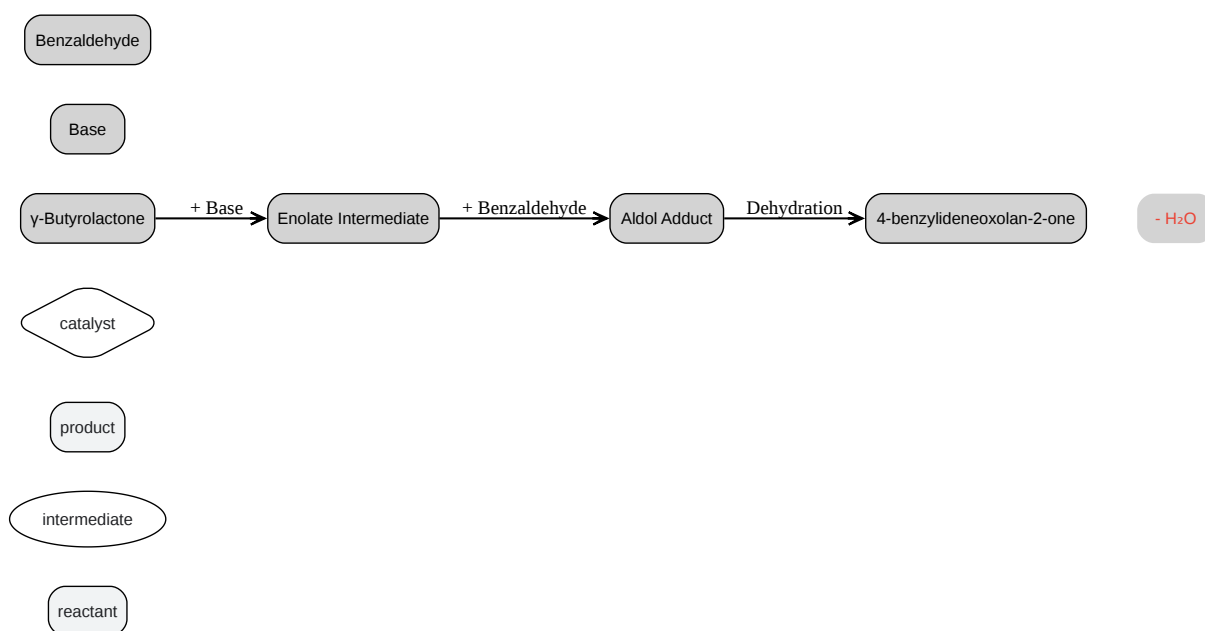 Benzaldehyde
Base
γ-Butyrolactone
+ Base
Enolate Intermediate
+ Benzaldehyde
Aldol Adduct
Dehydration
4-benzylideneoxolan-2-one
- H₂O
catalyst
product
intermediate
reactant